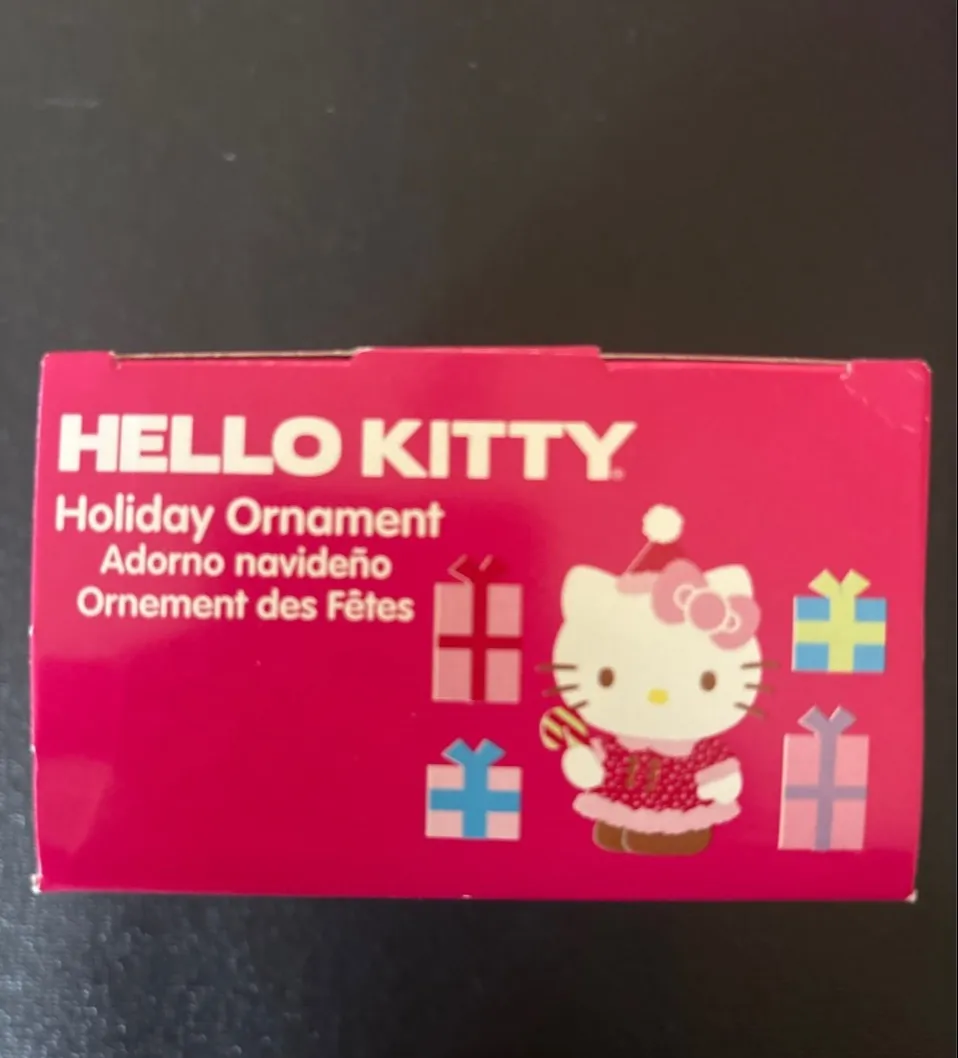 HELLO KITTY®
Holiday Ornament
Adorno navideño
Ornement des Fêtes